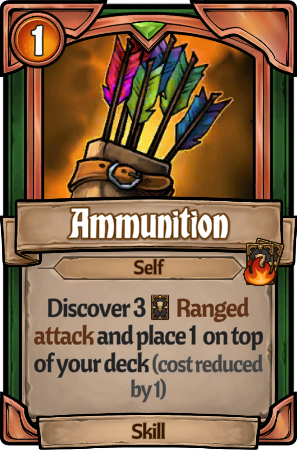 1
Ammunition
Self
Discover 3 Ranged
attack and place 1 on top
of your deck (cost reduced
by 1)
Skill